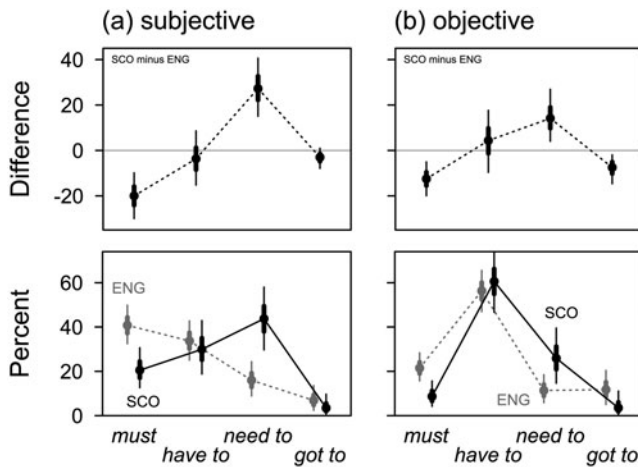 (a) subjective
(b) objective
Difference
40
20
0
-20
SCO minus ENG
SCO minus ENG
Percent
60
40
20
0
ENG
SCO
SCO
ENG
must
have to
need to
got to
must
have to
need to
got to